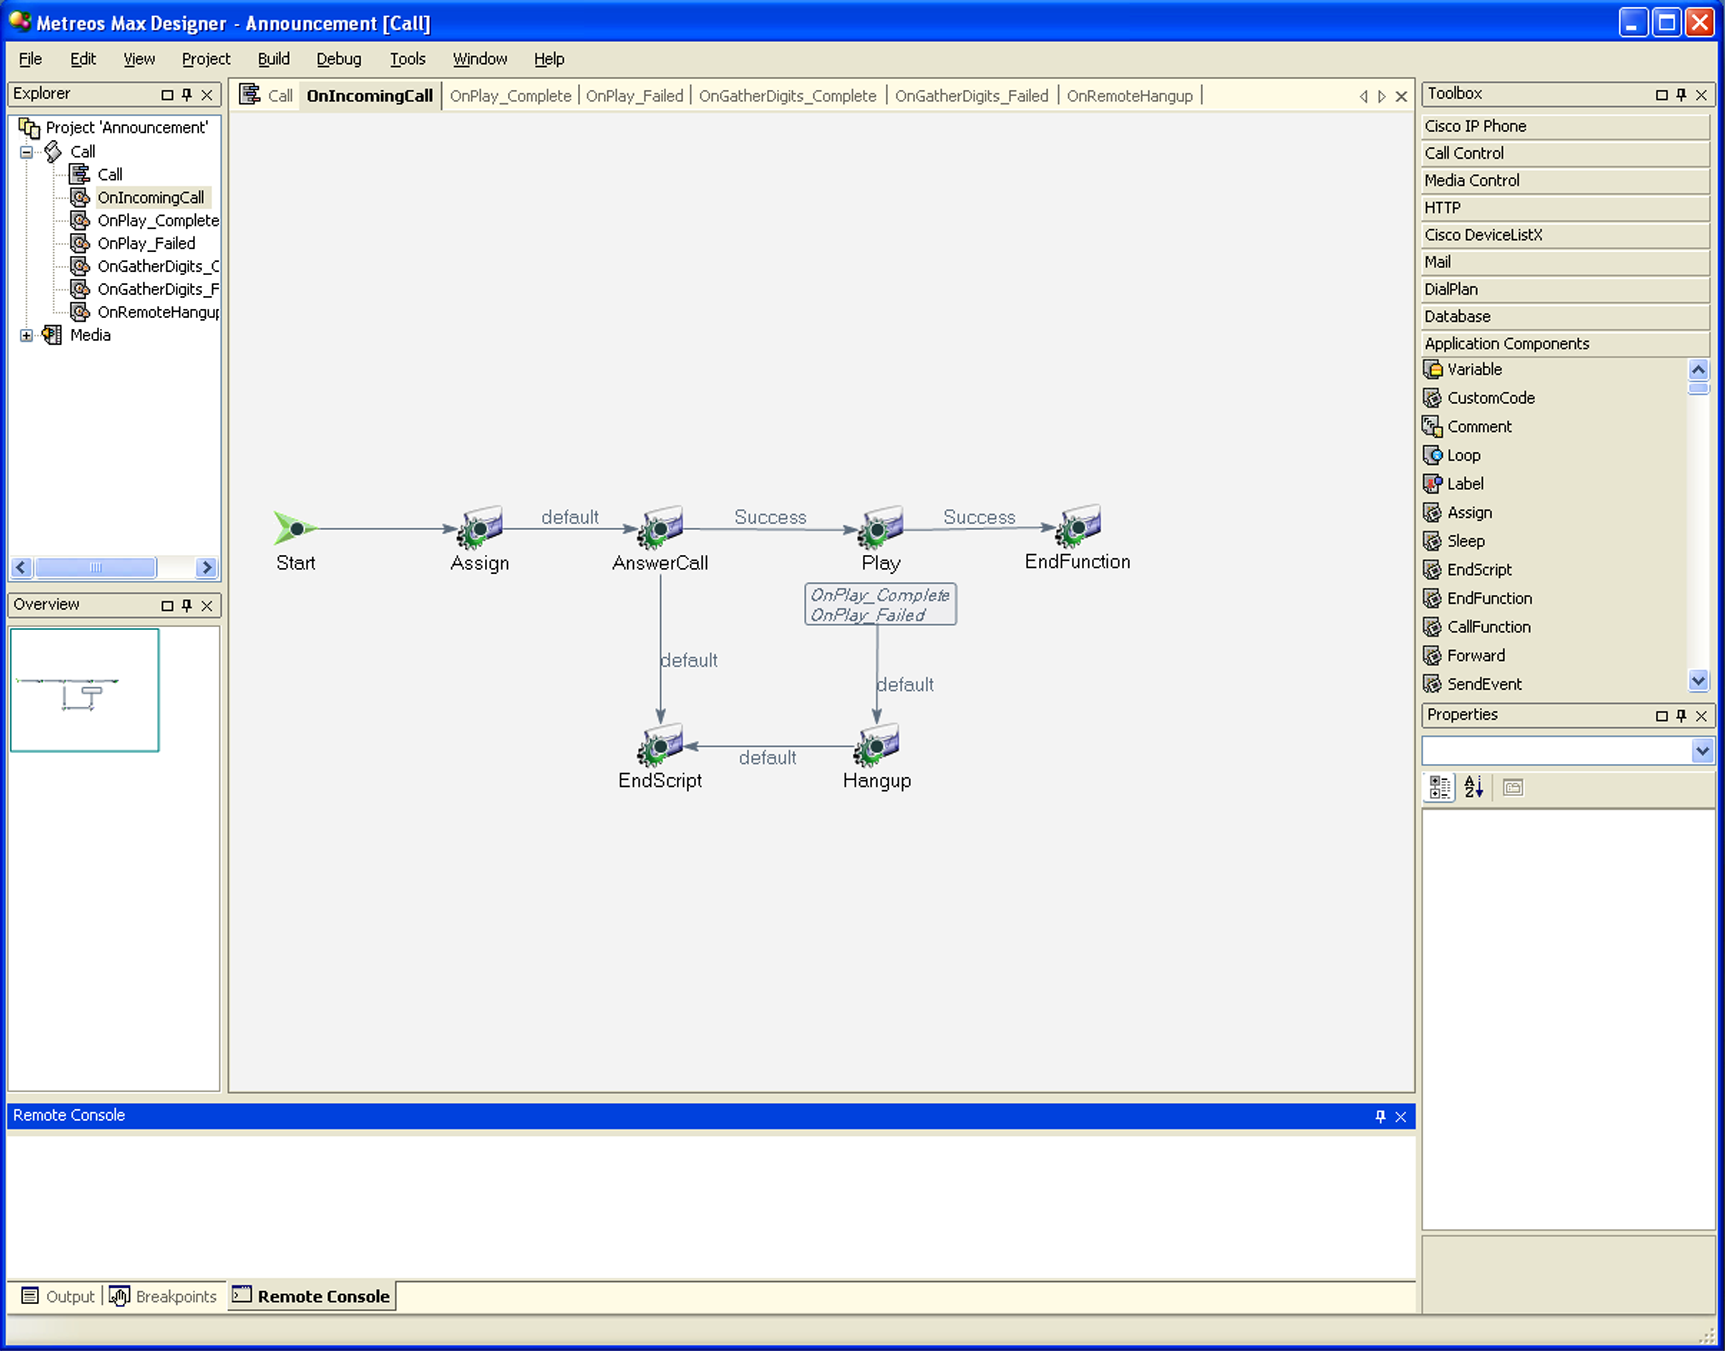 Metreos Max Designer - Announcement [Call]
File Edit View Project Build Debug Tools Window Help
Explorer
Project 'Announcement'
Call
Call
OnIncomingCall
OnPlay_Complete
OnPlay_Failed
OnGatherDigits_C
OnGatherDigits_F
OnRemoteHangup
Media
Overview
Call OnIncomingCall OnPlay_Complete OnPlay_Failed OnGatherDigits_Complete OnGatherDigits_Failed OnRemoteHangup
default Success Success
Start Assign AnswerCall Play EndFunction
OnPlay_Complete
OnPlay_Failed
default
default
default
EndScript Hangup
Toolbox
Cisco IP Phone
Call Control
Media Control
HTTP
Cisco DeviceListX
Mail
DialPlan
Database
Application Components
Variable
CustomCode
Comment
Loop
Label
Assign
Sleep
EndScript
EndFunction
CallFunction
Forward
SendEvent
Properties
Remote Console
Output Breakpoints Remote Console